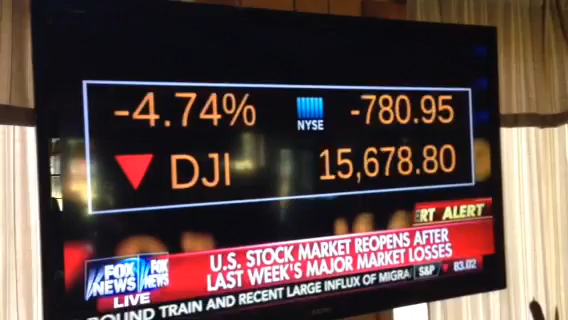 -4.74%
NYSE
-780.95
DJI
15,678.80
RT ALERT
U.S. STOCK MARKET REOPENS AFTER
LAST WEEK'S MAJOR MARKET LOSSES
FOX NEWS
FOX NEWS
LIVE
OUND TRAIN AND RECENT LARGE INFLUX OF MIGRA
S&P
83.02